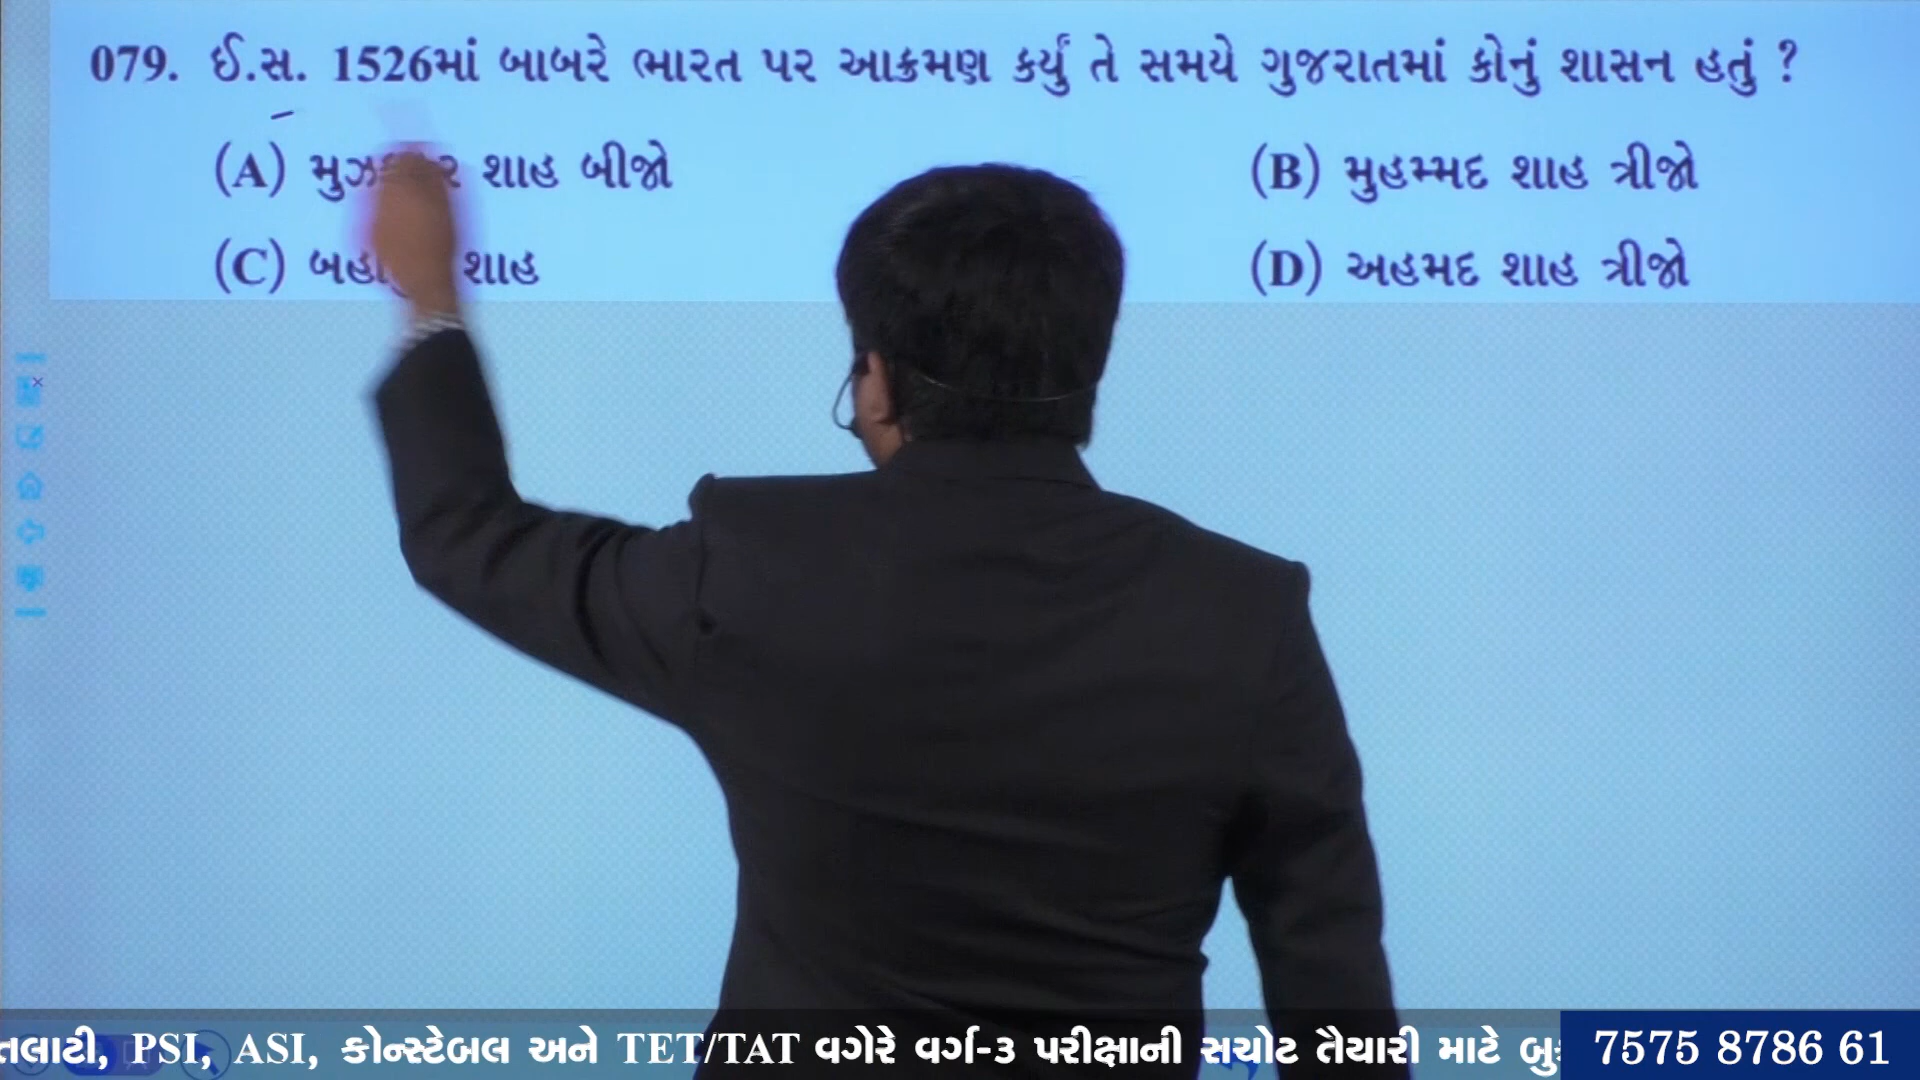 079. ઈ.સ. 1526માં બાબરે ભારત પર આક્રમણ કર્યું તે સમયે ગુજરાતમાં કોનું શાસન હતું ?
(A) શાહ બીજો
(B) મુહમ્મદ શાહ ત્રીજો
(C) શાહ
(D) અહમદ શાહ ત્રીજો
તલાટી, PSI, ASI, કોન્સ્ટેબલ અને TET/TAT વગેરે વર્ગ-૩ પરીક્ષાની સચોટ તૈયારી માટે 7575 8786 61